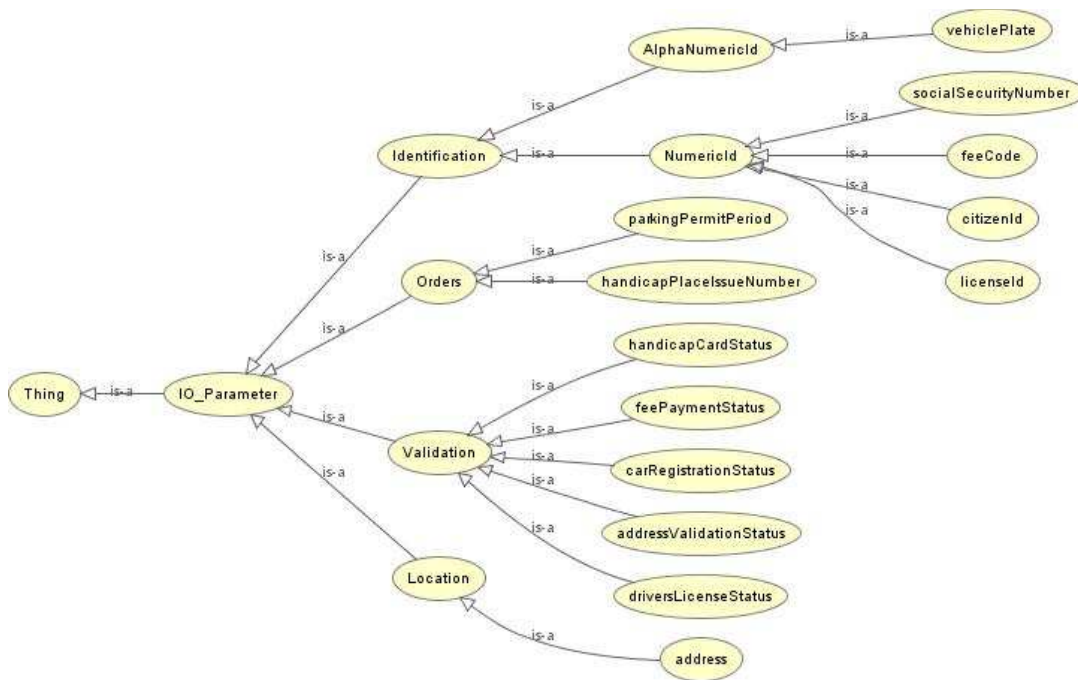 vehiclePlate
is-a
AlphaNumericId
socialSecurityNumber
is-a
is-a
Identification
is-a
NumericId
is-a
feeCode
is-a
citizenId
is-a
parkingPermitPeriod
is-a
is-a
Orders
is-a
handicapPlaceIssueNumber
licenseId
is-a
handicapCardStatus
is-a
Thing
is-a
IO_Parameter
feePaymentStatus
is-a
is-a
Validation
is-a
carRegistrationStatus
is-a
is-a
addressValidationStatus
is-a
Location
driversLicenseStatus
is-a
address